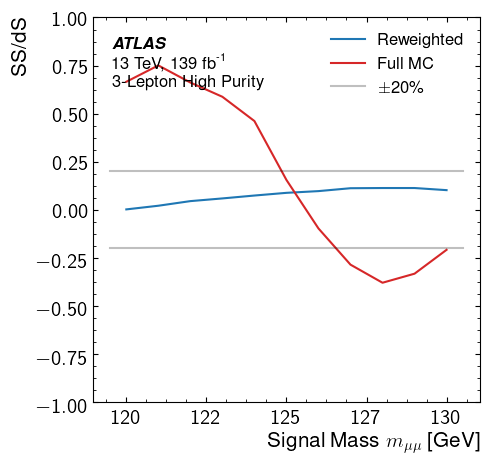 SS/dS
1.00
0.75
0.50
0.25
0.00
−0.25
−0.50
−0.75
−1.00
ATLAS
13 TeV, 139 fb⁻¹
3-Lepton High Purity
Reweighted
Full MC
±20%
120 122 125 127 130
Signal Mass mμμ [GeV]